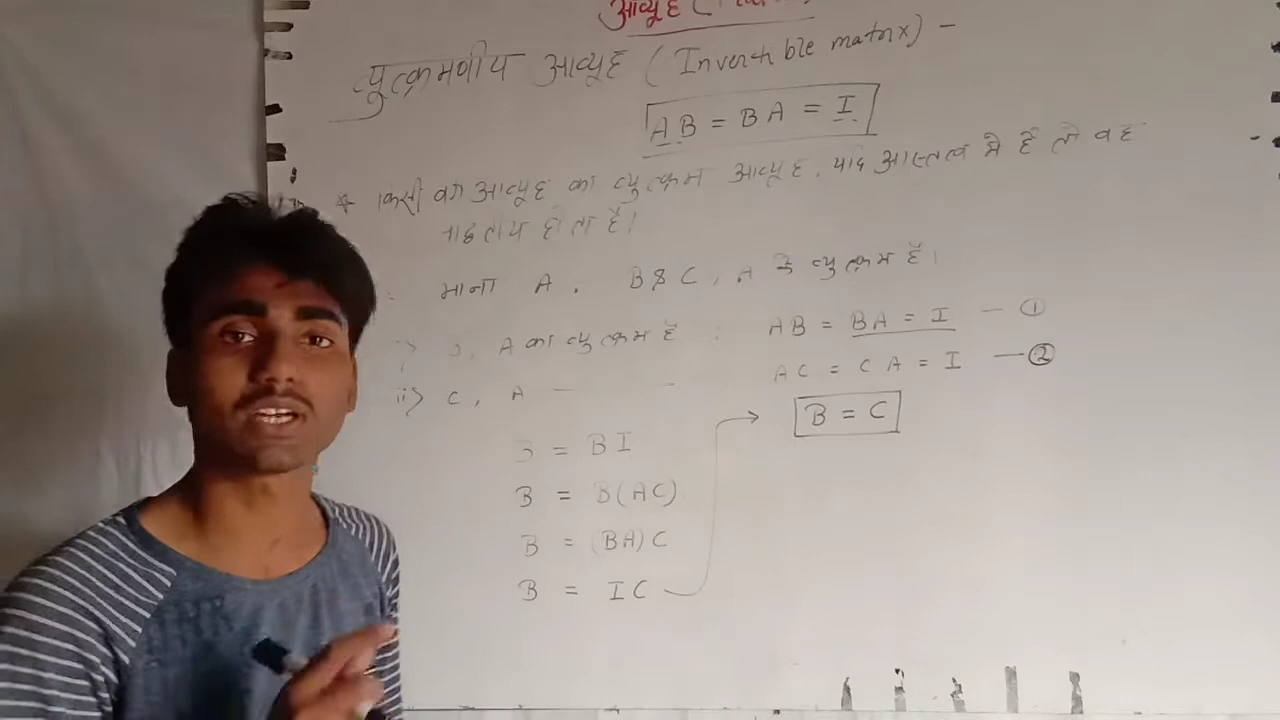 आव्यूह (
व्युत्क्रमणीय आव्यूह (Invertible matrix) -
AB = BA = I
* किसी वर्ग आव्यूह का व्युत्क्रम आव्यूह, यदि अस्तित्व में है तो वह
होता है।
माना A, B & C, A के व्युत्क्रम है।
A का व्युत्क्रम है : AB = BA = I — ①
ii> C, A — AC = CA = I — ②
B = C
= BI
B = B(AC)
B = (BA)C
B = IC